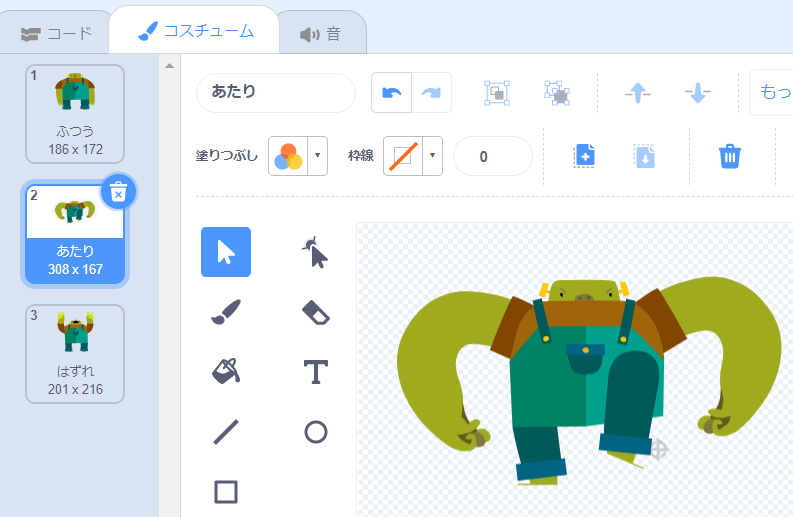 コード
コスチューム
音
1
ふつう
186 x 172
2
あたり
308 x 167
3
はずれ
201 x 216
あたり
もっ
塗りつぶし
枠線
0
T